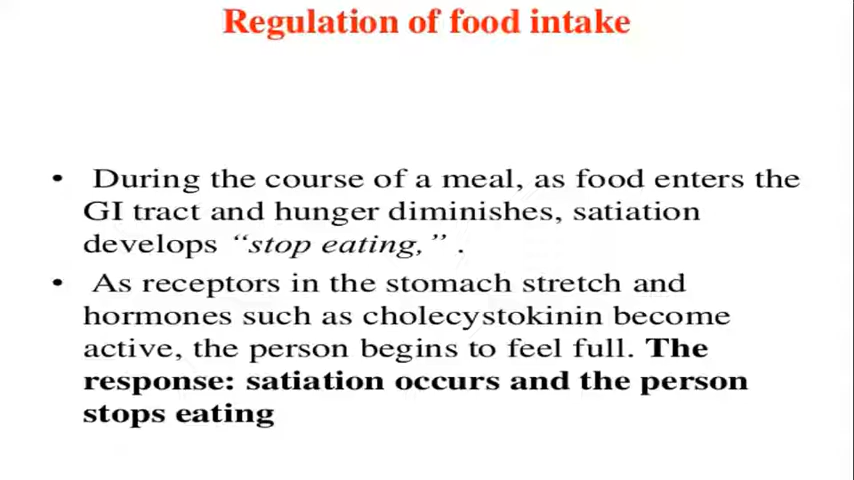 Regulation of food intake
• During the course of a meal, as food enters the
GI tract and hunger diminishes, satiation
develops “stop eating,” .
• As receptors in the stomach stretch and
hormones such as cholecystokinin become
active, the person begins to feel full. The
response: satiation occurs and the person
stops eating